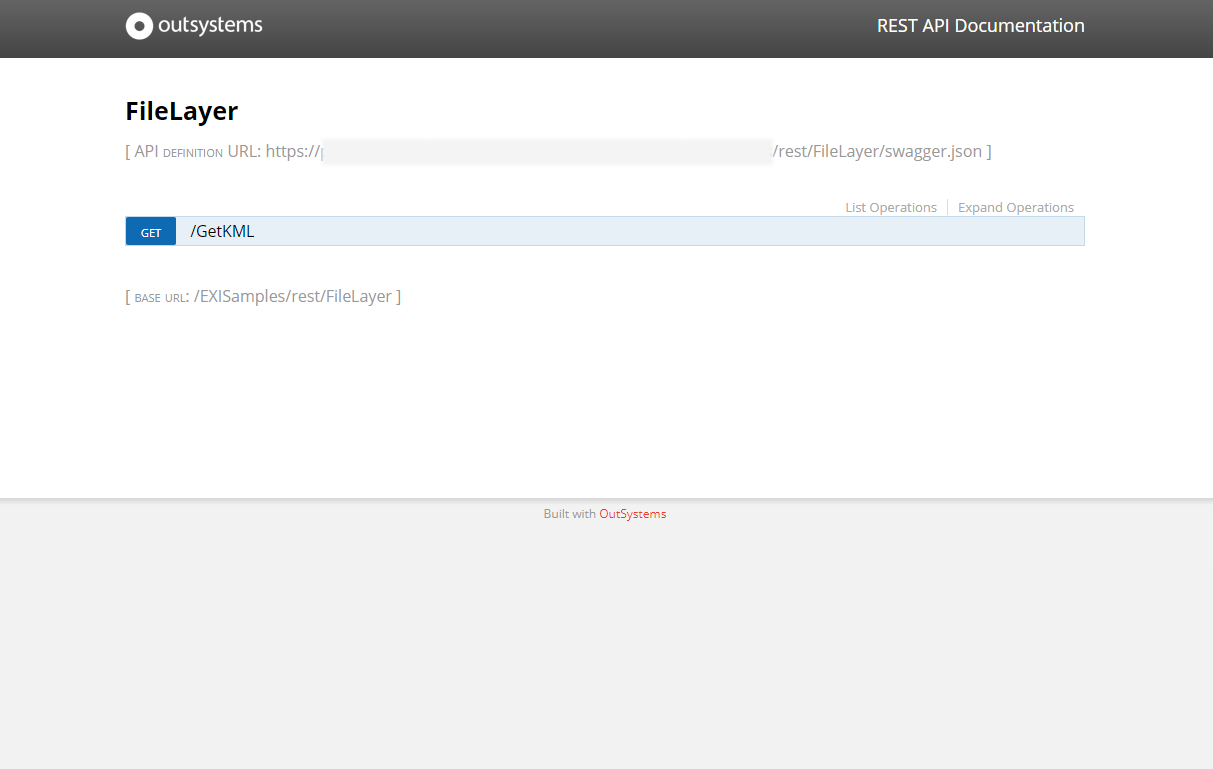 outsystems
REST API Documentation
FileLayer
[ API DEFINITION URL: https:// /rest/FileLayer/swagger.json ]
List Operations
Expand Operations
GET /GetKML
[ BASE URL: /EXISamples/rest/FileLayer ]
Built with OutSystems